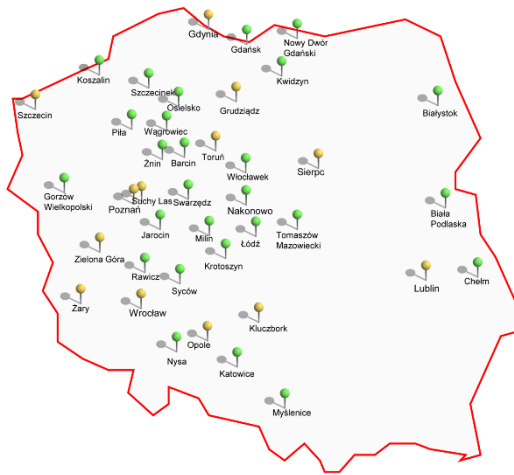 Gdynia
Gdańsk
Nowy Dwór
Gdański
Koszalin
Kwidzyn
Szczecinek
Szczecin
Osielsko
Grudziądz
Białystok
Piła
Wągrowiec
Żnin
Barcin
Toruń
Sierpc
Włocławek
Gorzów
Wielkopolski
Suchy Las
Swarzędz
Poznań
Nakonowo
Biała
Podlaska
Jarocin
Milin
Łódź
Tomaszów
Mazowiecki
Zielona Góra
Krotoszyn
Rawicz
Syców
Lublin
Chełm
Żary
Wrocław
Kluczbork
Opole
Nysa
Katowice
Myślenice